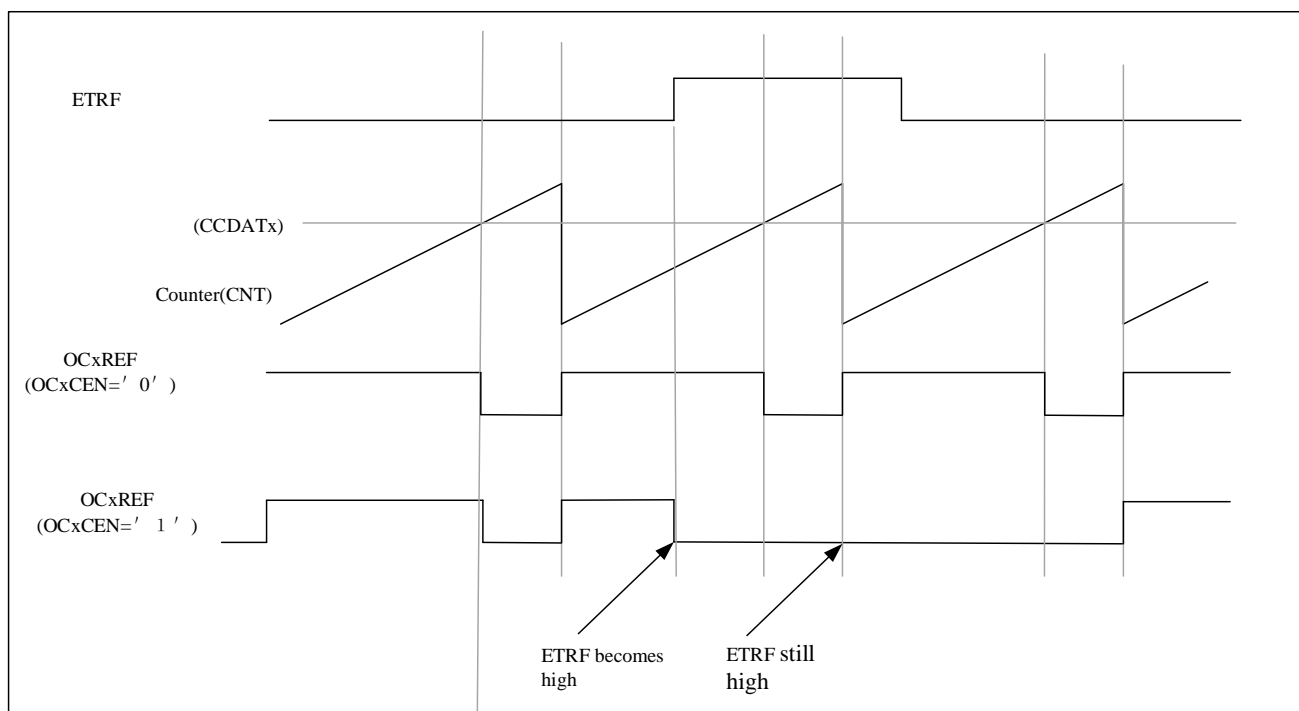 ETRF
(CCDATx)
Counter(CNT)
OCxREF
(OCxCEN=′ 0′ )
OCxREF
(OCxCEN=′ 1 ′ )
ETRF becomes
high
ETRF still
high